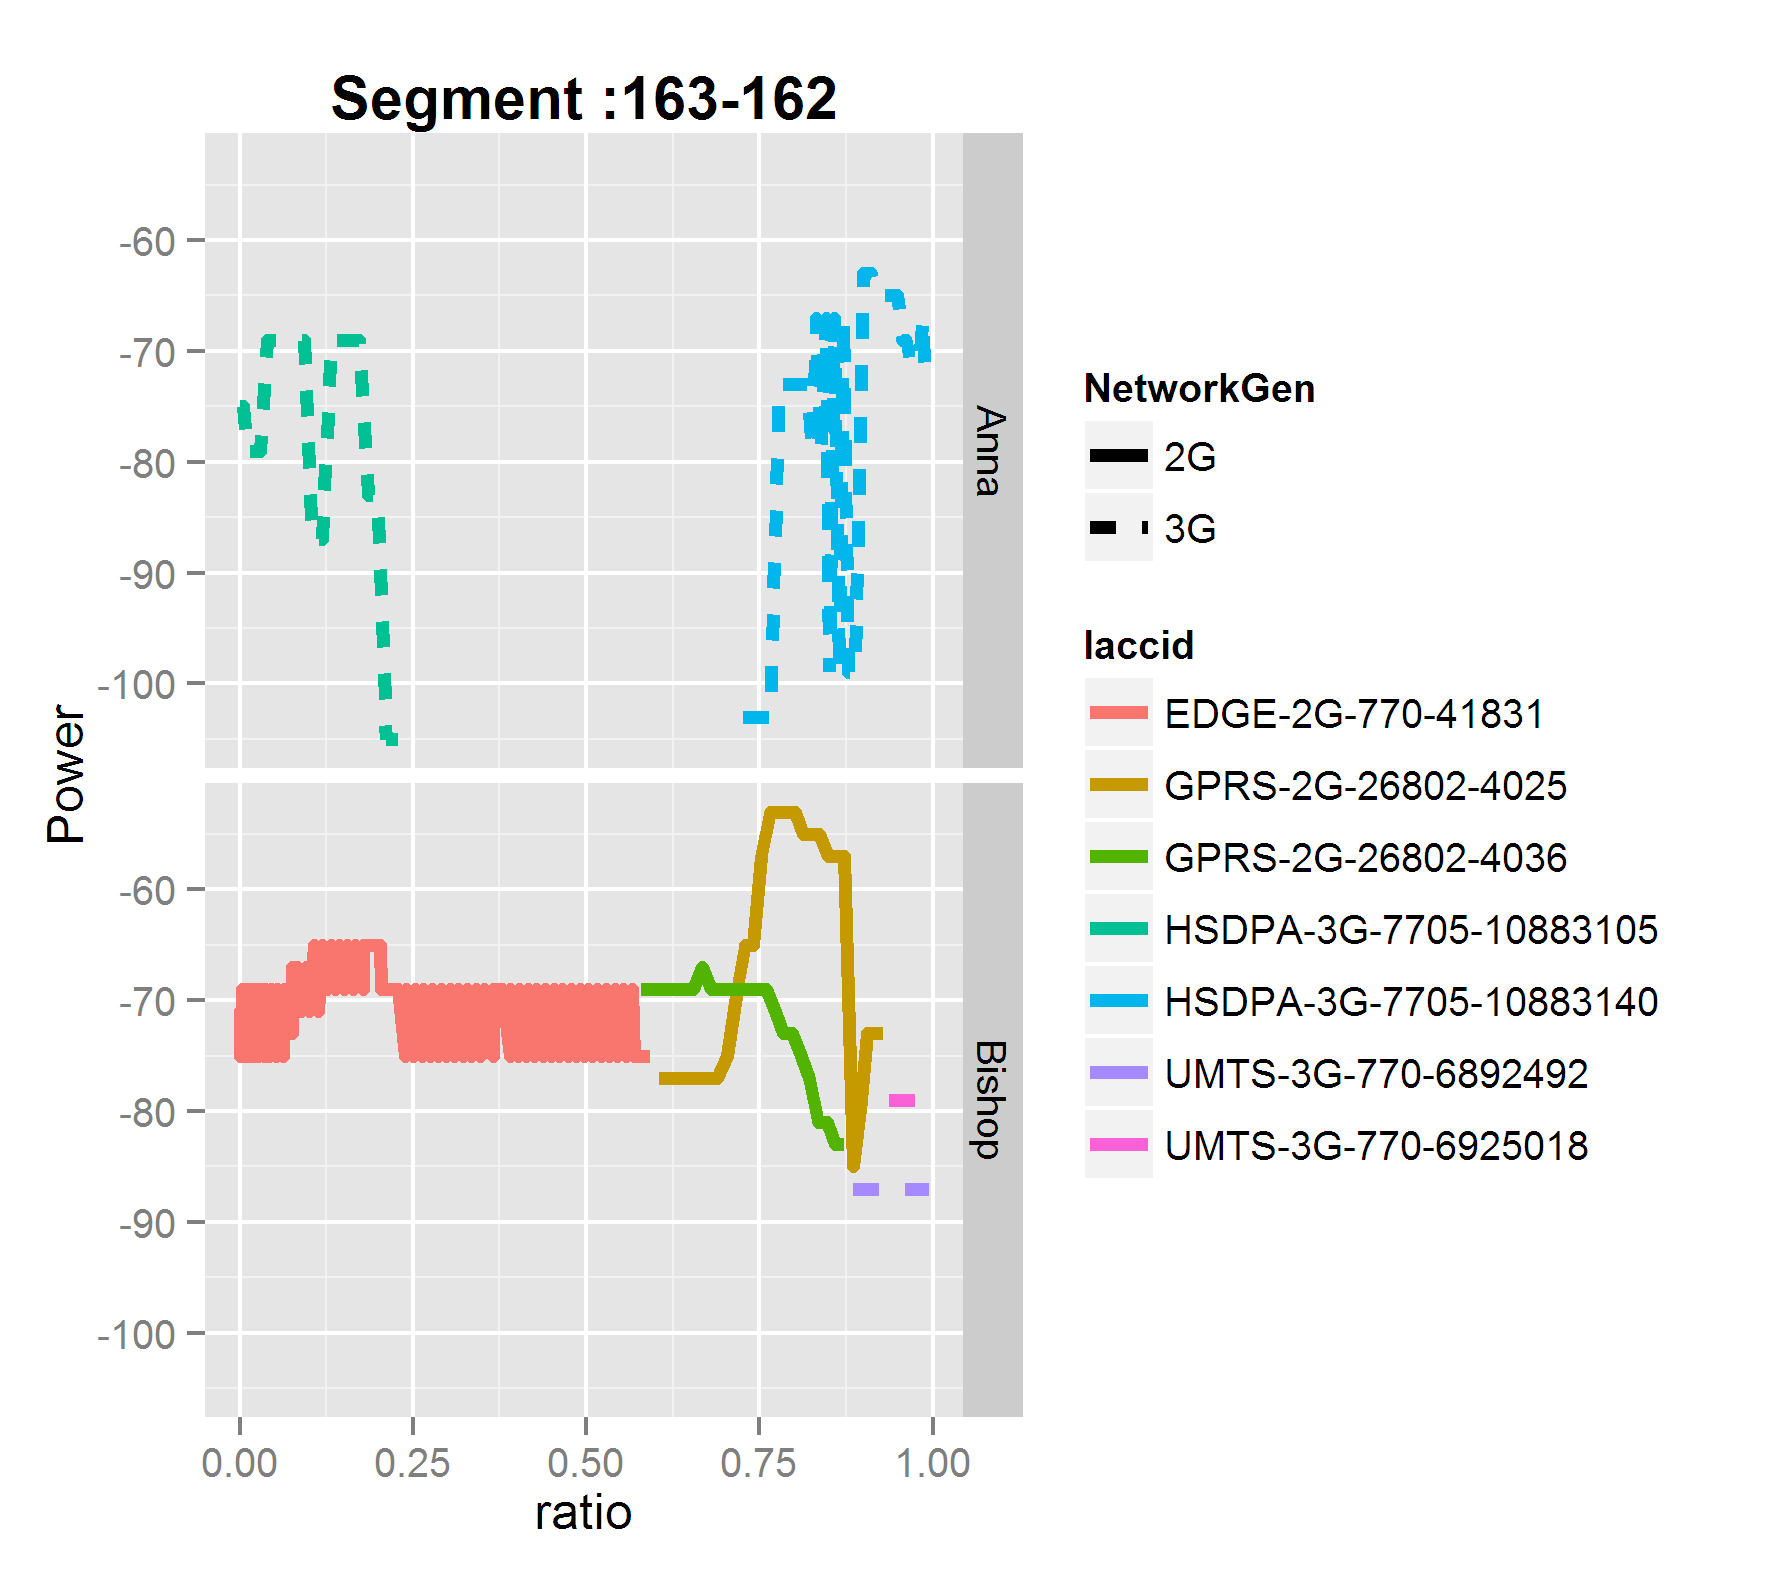 Segment :163-162
Power
-60
-70
-80
-90
-100
Anna
-60
-70
-80
-90
-100
Bishop
0.00 0.25 0.50 0.75 1.00
ratio
NetworkGen
2G
3G
laccid
EDGE-2G-770-41831
GPRS-2G-26802-4025
GPRS-2G-26802-4036
HSDPA-3G-7705-10883105
HSDPA-3G-7705-10883140
UMTS-3G-770-6892492
UMTS-3G-770-6925018